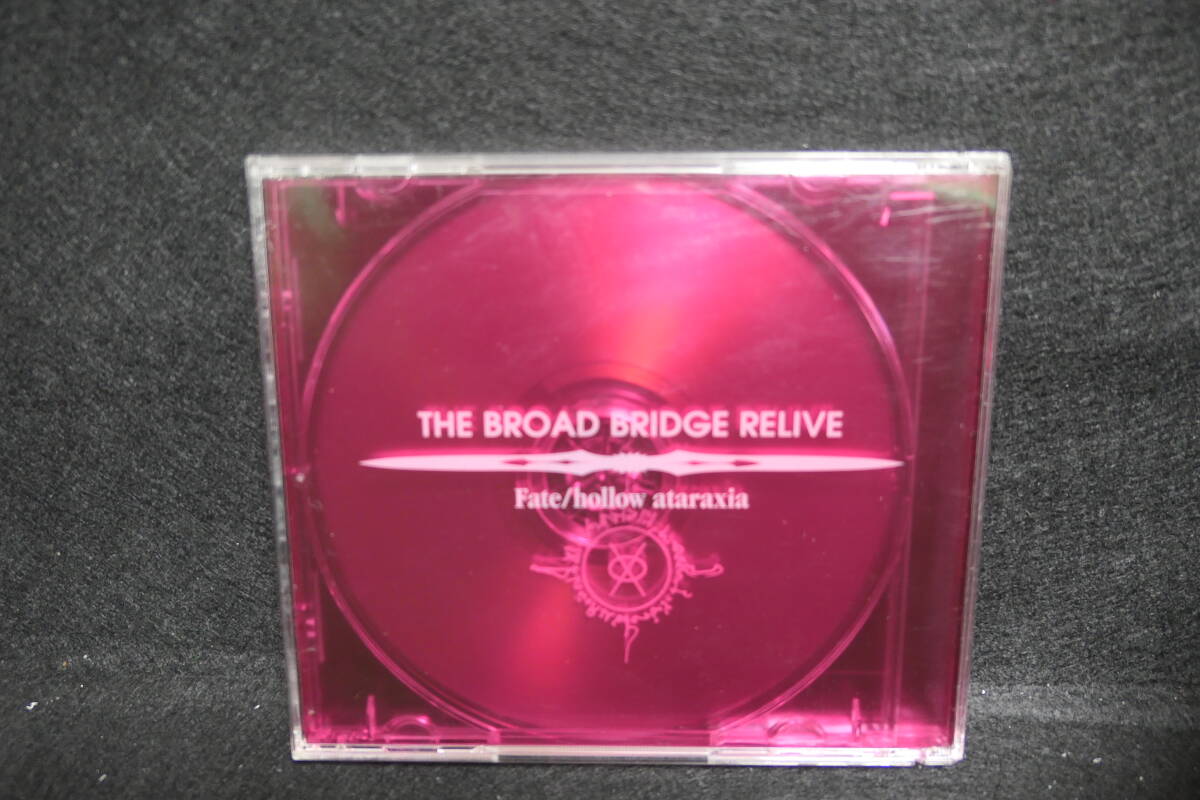 THE BROAD BRIDGE RELIVE
Fate/hollow ataraxia